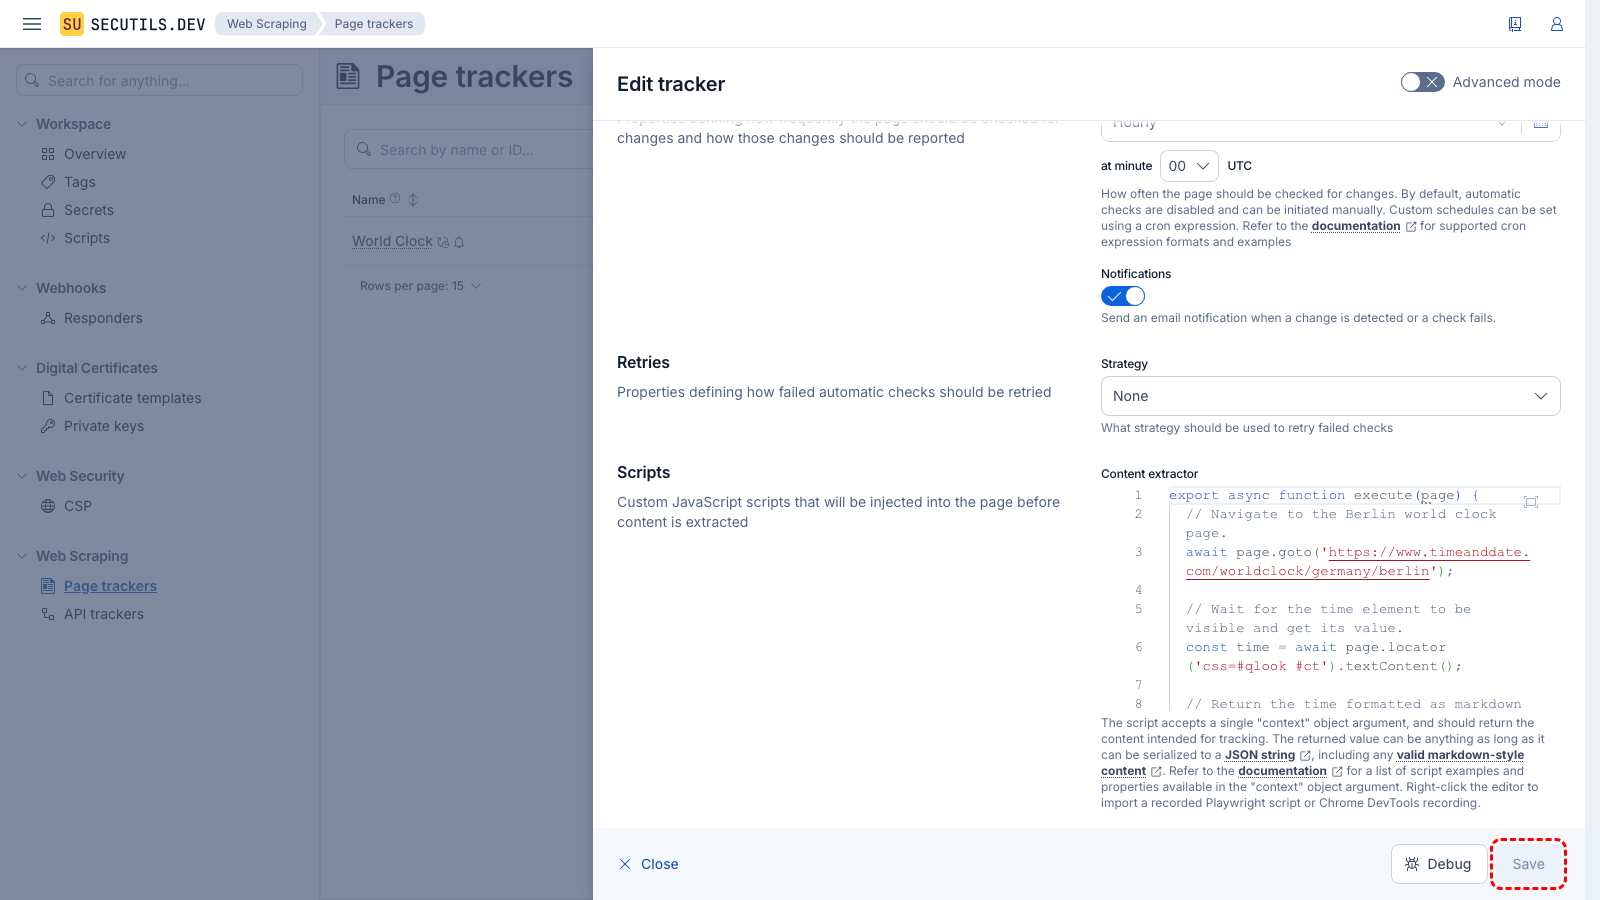 SU SECUTILS.DEV Web Scraping Page trackers
Search for anything...
Workspace
Overview
Tags
Secrets
Scripts
Webhooks
Responders
Digital Certificates
Certificate templates
Private keys
Web Security
CSP
Web Scraping
Page trackers
API trackers
Page trackers
Search by name or ID...
Name
World Clock
Rows per page: 15
Edit tracker
Advanced mode
Properties defining how frequently the page should be checked for
changes and how those changes should be reported
Hourly
at minute 00 UTC
How often the page should be checked for changes. By default, automatic
checks are disabled and can be initiated manually. Custom schedules can be set
using a cron expression. Refer to the documentation for supported cron
expression formats and examples
Notifications
Send an email notification when a change is detected or a check fails.
Retries
Properties defining how failed automatic checks should be retried
Strategy
None
What strategy should be used to retry failed checks
Scripts
Custom JavaScript scripts that will be injected into the page before
content is extracted
Content extractor
1 export async function execute(page) {
2 // Navigate to the Berlin world clock
page.
3 await page.goto('https://www.timeanddate.
com/worldclock/germany/berlin');
4
5 // Wait for the time element to be
visible and get its value.
6 const time = await page.locator
('css=#qlook #ct').textContent();
7
8 // Return the time formatted as markdown
The script accepts a single "context" object argument, and should return the
content intended for tracking. The returned value can be anything as long as it
can be serialized to a JSON string, including any valid markdown-style
content. Refer to the documentation for a list of script examples and
properties available in the "context" object argument. Right-click the editor to
import a recorded Playwright script or Chrome DevTools recording.
Close
Debug
Save